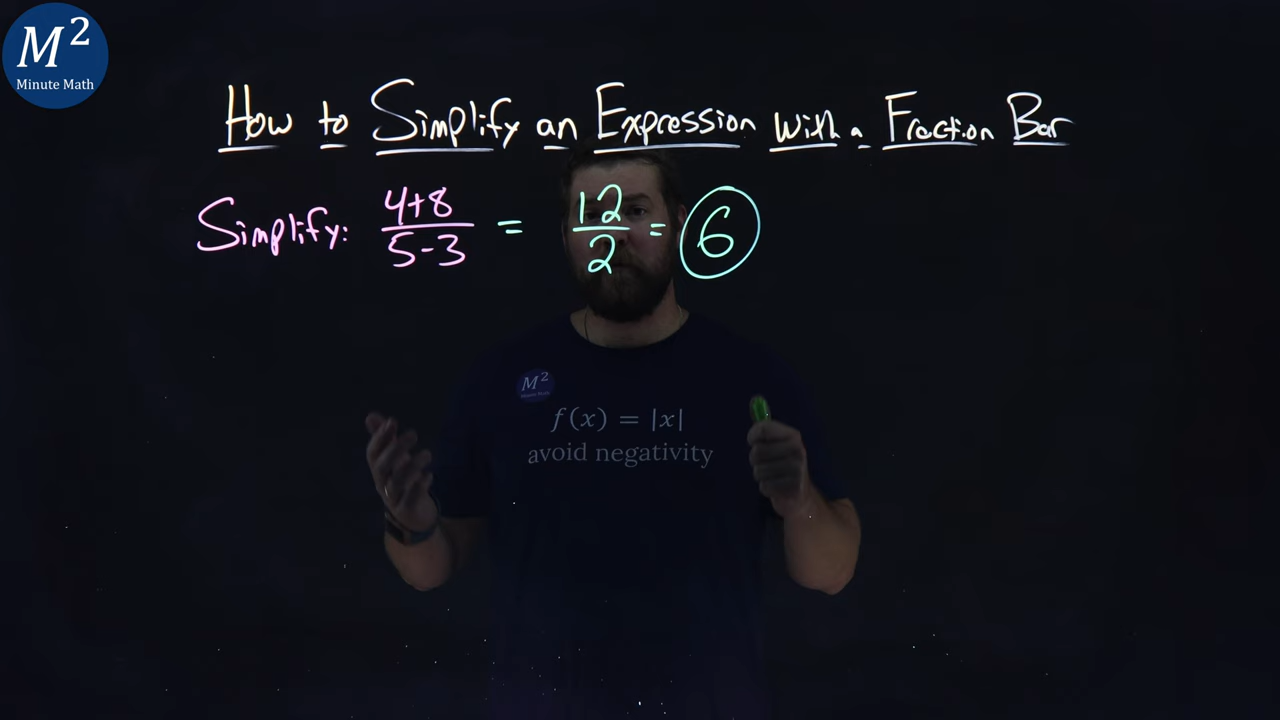 M²
Minute Math
How to Simplify an Expression with a Fraction Bar
Simplify: (4+8)/(5-3) = 12/2 = 6
M²
Minute Math
f(x) = |x|
avoid negativity